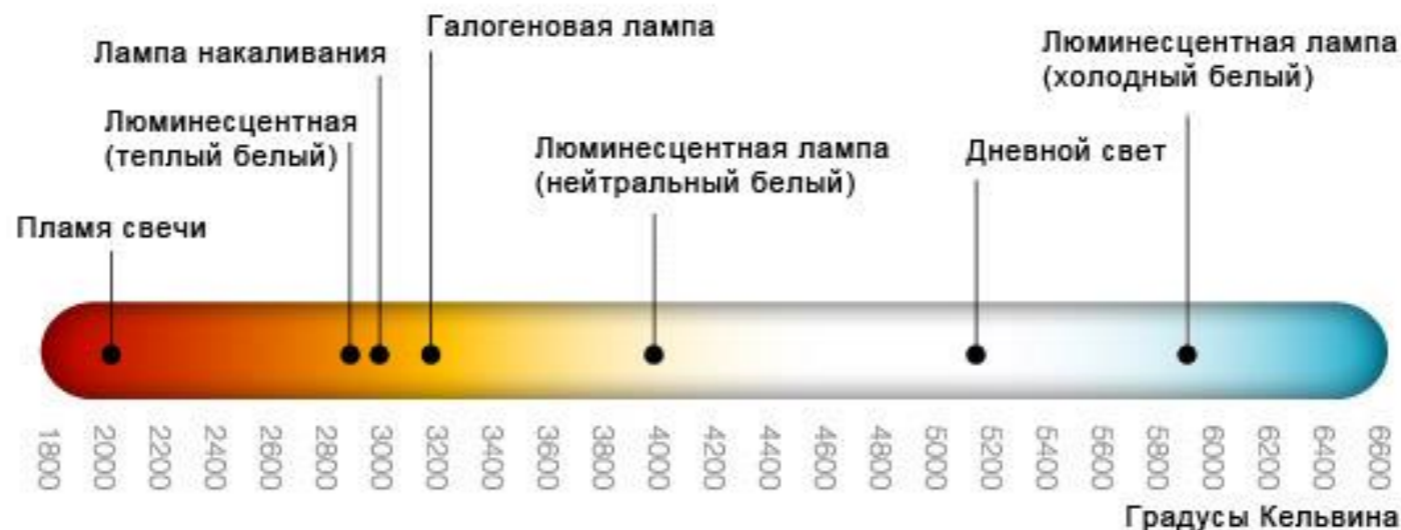 Галогеновая лампа
Лампа накаливания
Люминесцентная лампа
(холодный белый)
Люминесцентная
(теплый белый)
Люминесцентная лампа
(нейтральный белый)
Дневной свет
Пламя свечи
1800 2000 2200 2400 2600 2800 3000 3200 3400 3600 3800 4000 4200 4400 4600 4800 5000 5200 5400 5600 5800 6000 6200 6400 6600
Градусы Кельвина